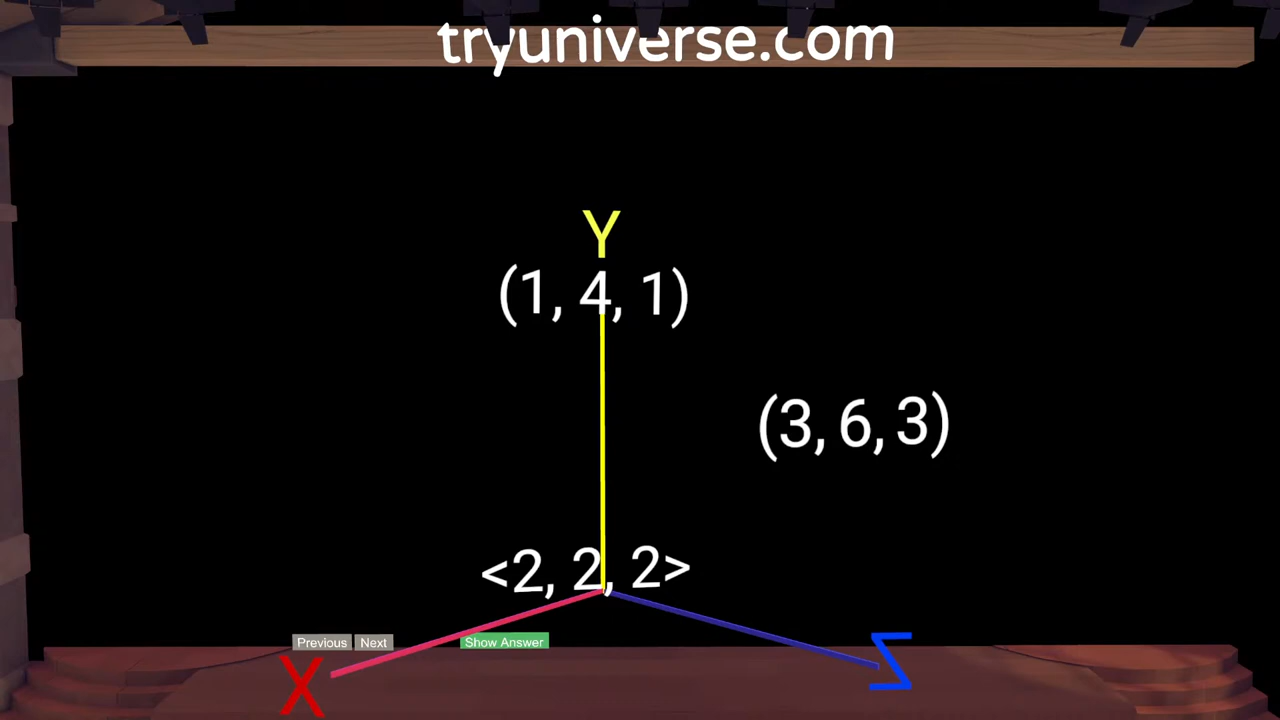 tryuniverse.com
Y
(1, 4, 1)
(3, 6, 3)
<2, 2, 2>
Previous Next Show Answer
X Z